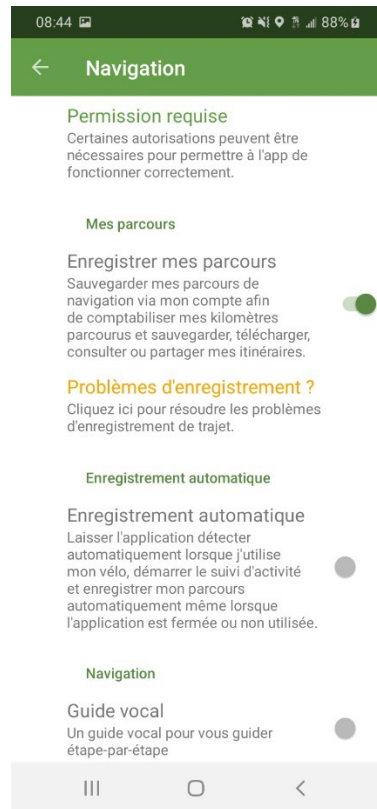 08:44 88%
Navigation
Permission requise
Certaines autorisations peuvent être
nécessaires pour permettre à l'app de
fonctionner correctement.
Mes parcours
Enregistrer mes parcours
Sauvegarder mes parcours de
navigation via mon compte afin
de comptabiliser mes kilomètres
parcourus et sauvegarder, télécharger,
consulter ou partager mes itinéraires.
Problèmes d'enregistrement ?
Cliquez ici pour résoudre les problèmes
d'enregistrement de trajet.
Enregistrement automatique
Enregistrement automatique
Laisser l'application détecter
automatiquement lorsque j'utilise
mon vélo, démarrer le suivi d'activité
et enregistrer mon parcours
automatiquement même lorsque
l'application est fermée ou non utilisée.
Navigation
Guide vocal
Un guide vocal pour vous guider
étape-par-étape